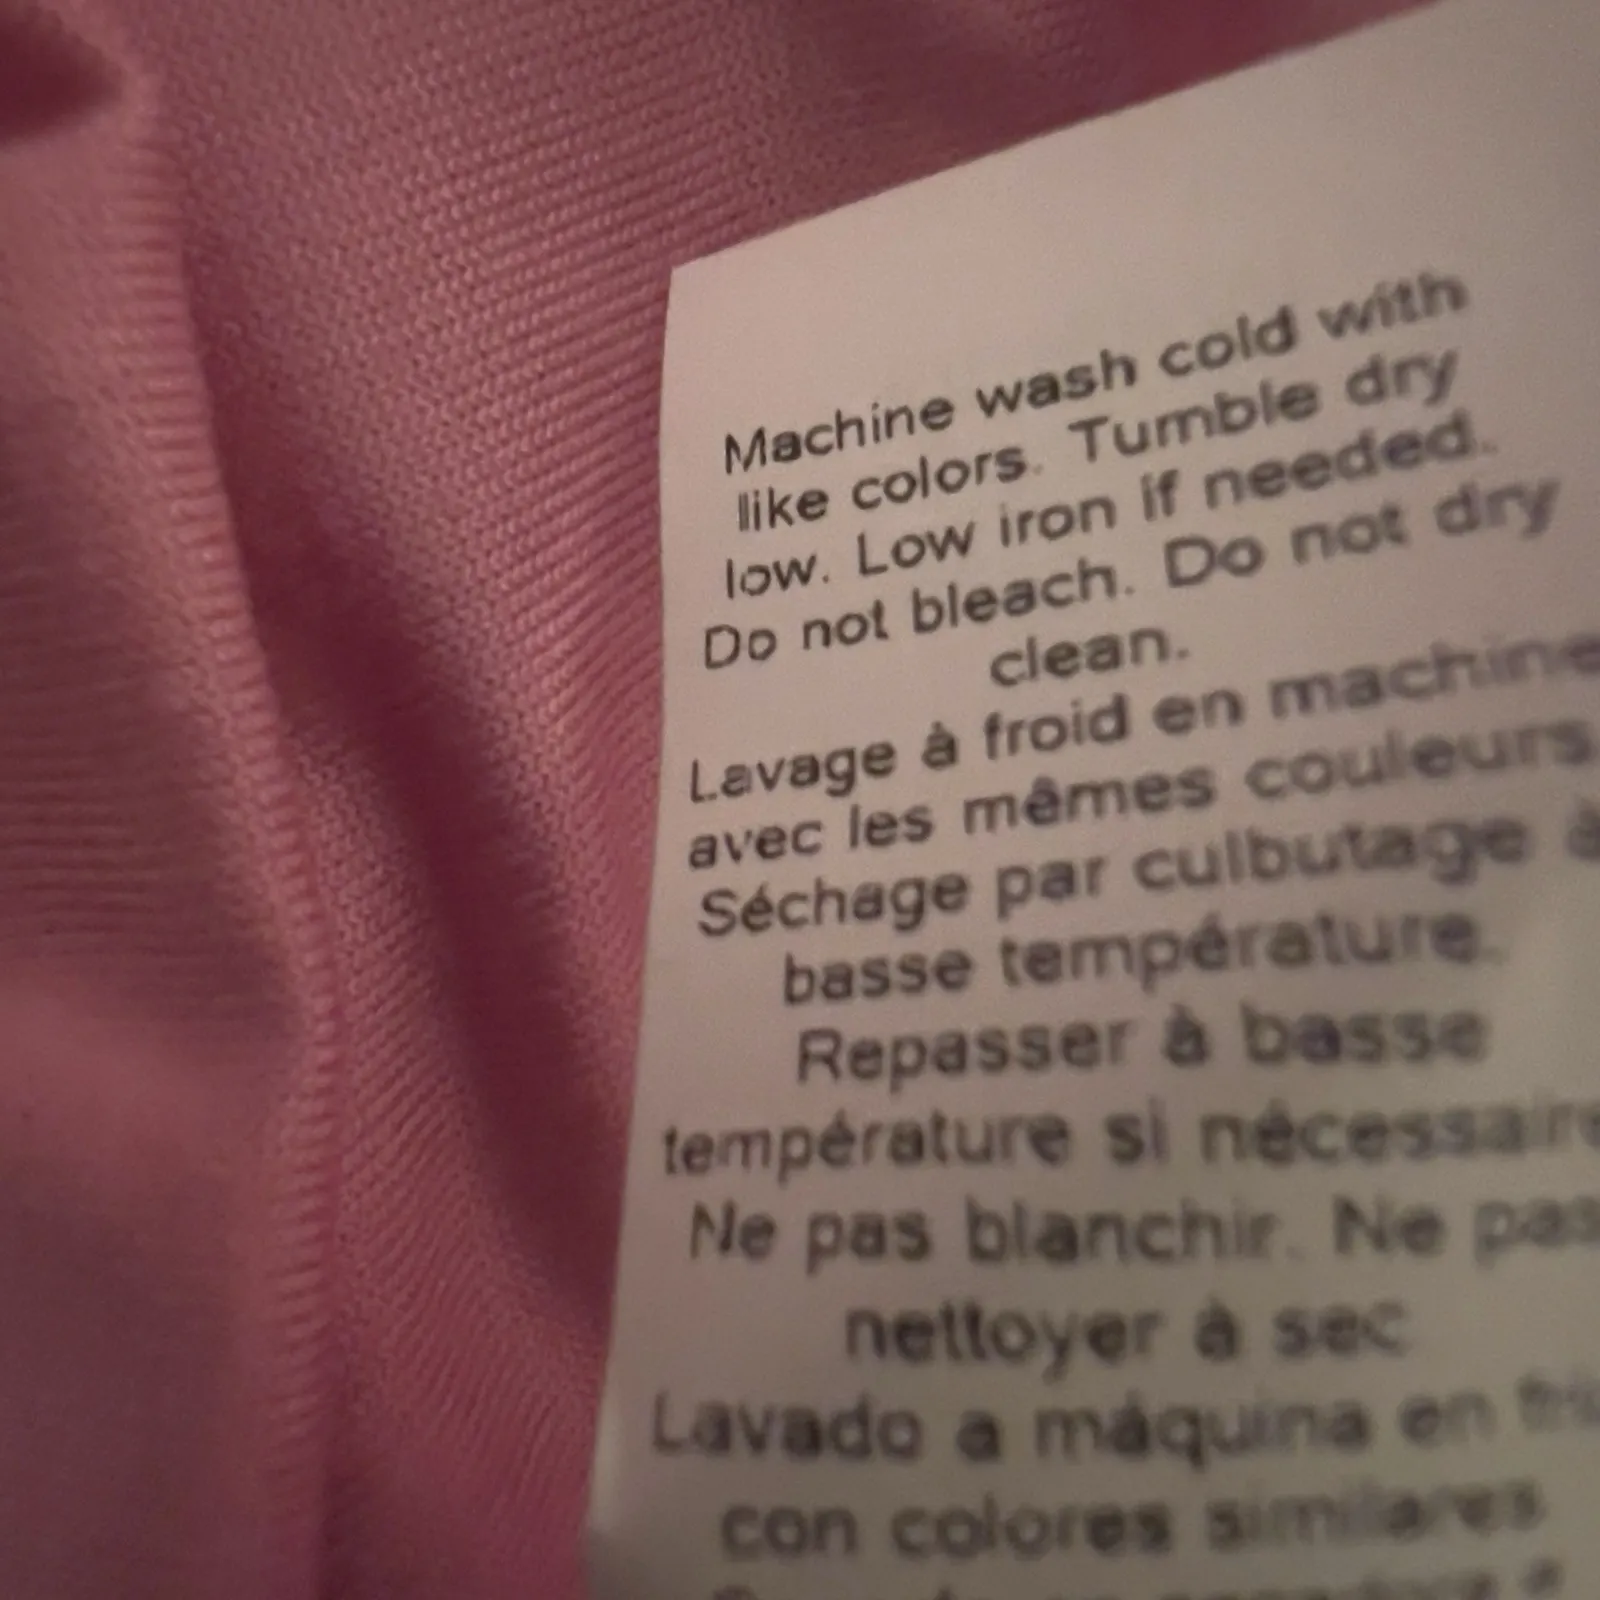 Machine wash cold with
like colors. Tumble dry
low. Low iron if needed.
Do not bleach. Do not dry
clean.
Lavage à froid en machine
avec les mêmes couleurs.
Séchage par culbutage à
basse température.
Repasser à basse
température si nécessaire
Ne pas blanchir. Ne pas
nettoyer à sec
Lavado a máquina en
con colores similares